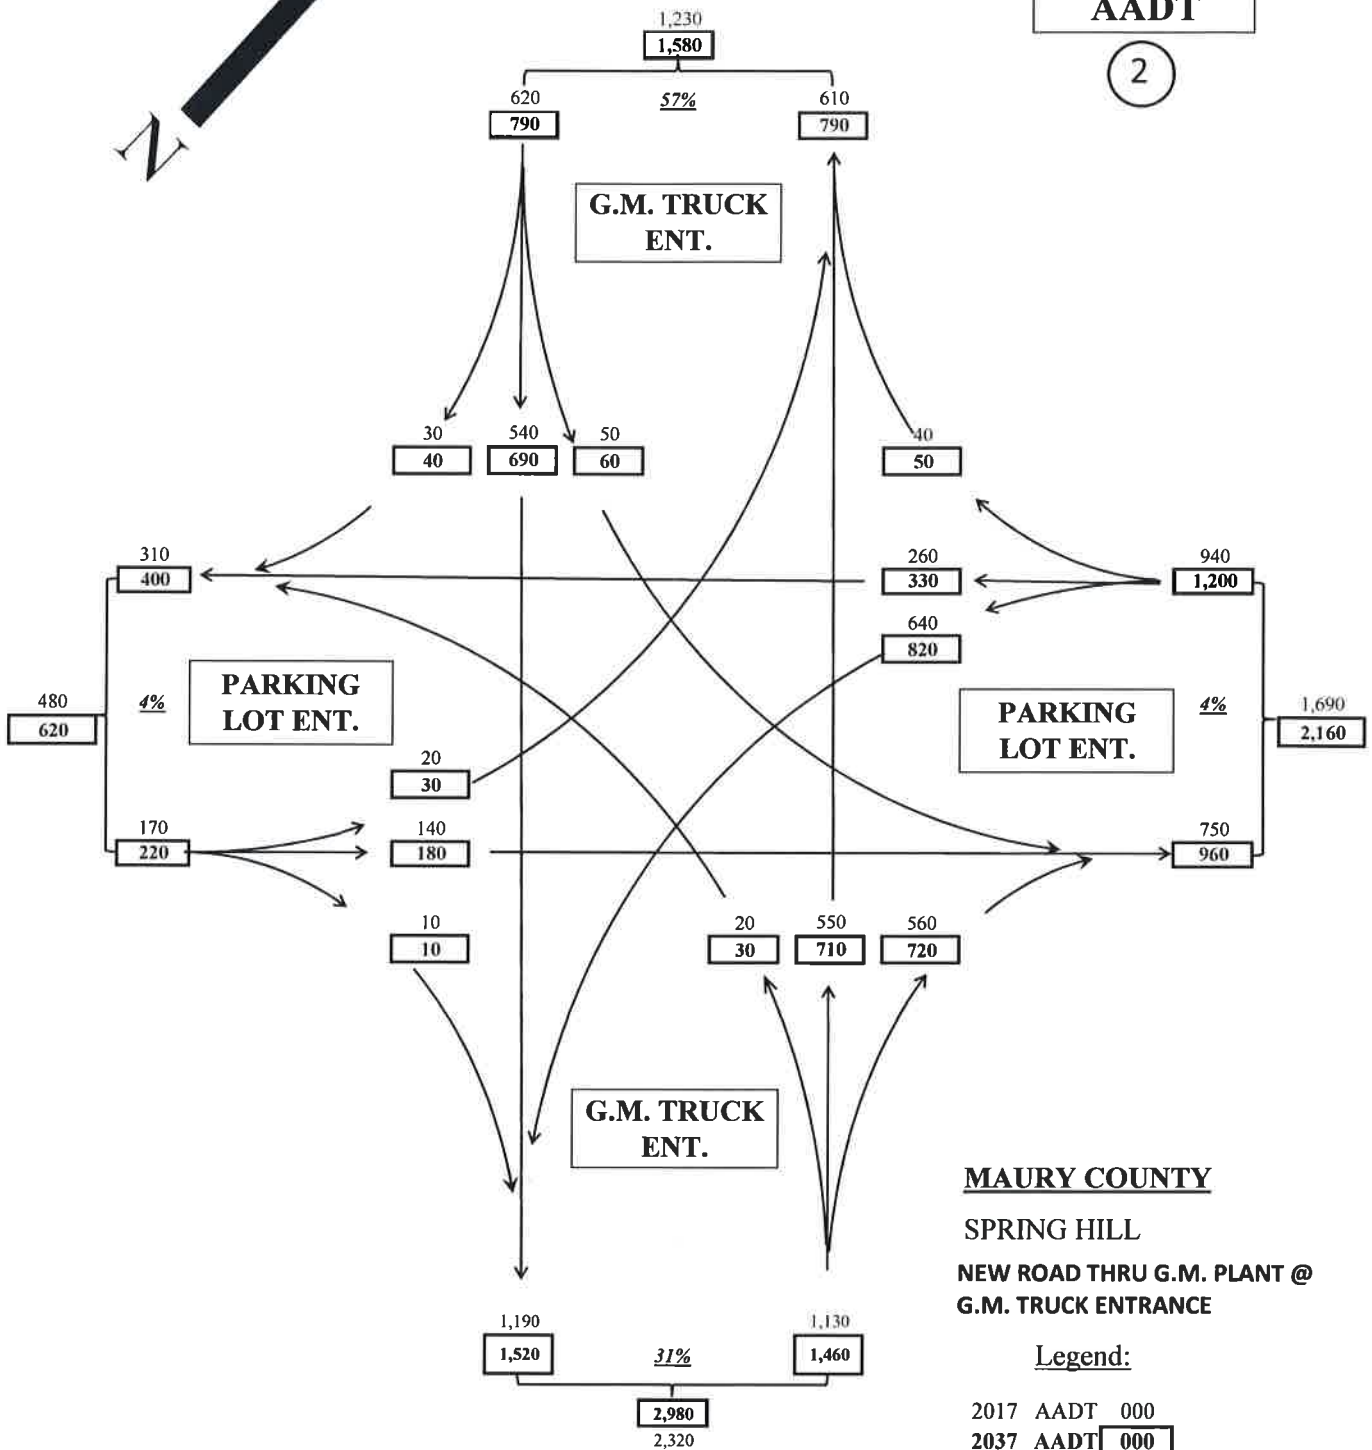 1,230
AADT
1,580
2
620 57% 610
790 790
N
G.M. TRUCK
ENT.
30 540 50 40
40 690 60 50
310 260 940
400 330 1,200
640
820
PARKING
LOT ENT.
480 4%
620
PARKING
LOT ENT.
4% 1,690
2,160
20
30
170 140 750
220 180 960
10 20 550 560
10 30 710 720
G.M. TRUCK
ENT.
MAURY COUNTY
SPRING HILL
NEW ROAD THRU G.M. PLANT @
G.M. TRUCK ENTRANCE
1,190 1,130
1,520 31% 1,460
Legend:
2,980
2,320
2017 AADT 000
2037 AADT 000